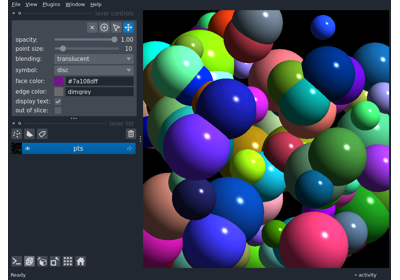 File View Plugins Window Help
layer controls
opacity: 1.00
point size: 10
blending: translucent
symbol: disc
face color: #7a108dff
edge color: dimgrey
display text:
out of slice:
layer list
pts
Ready
activity